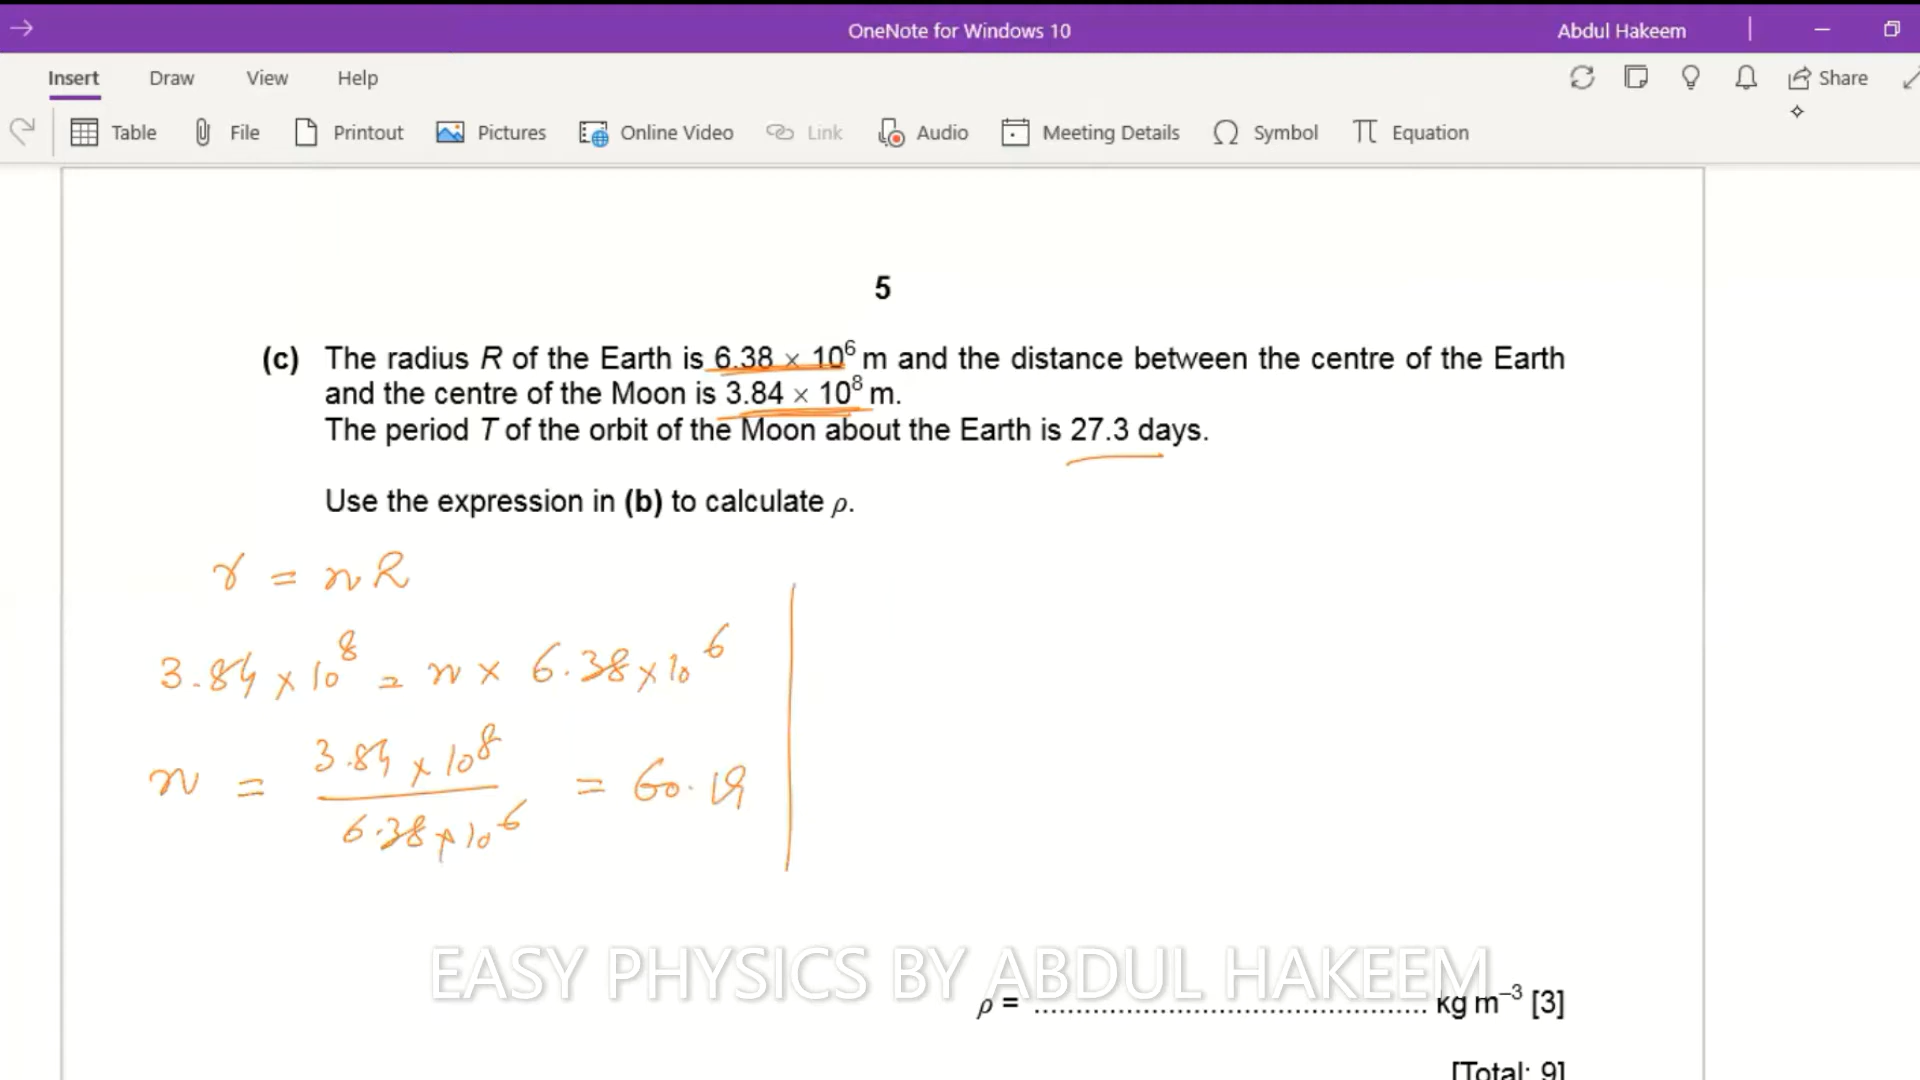 OneNote for Windows 10
Abdul Hakeem
Insert Draw View Help
Share
Table File Printout Pictures Online Video Link Audio Meeting Details Symbol Equation
5
(c) The radius R of the Earth is 6.38 × 10⁶ m and the distance between the centre of the Earth
and the centre of the Moon is 3.84 × 10⁸ m.
The period T of the orbit of the Moon about the Earth is 27.3 days.
Use the expression in (b) to calculate ρ.
r = nR
3.84 × 10⁸ = n × 6.38 × 10⁶
n = 3.84 × 10⁸ / 6.38 × 10⁶ = 60.19
EASY PHYSICS BY ABDUL HAKEEM
ρ = ............................................... kg m⁻³ [3]
[Total: 9]